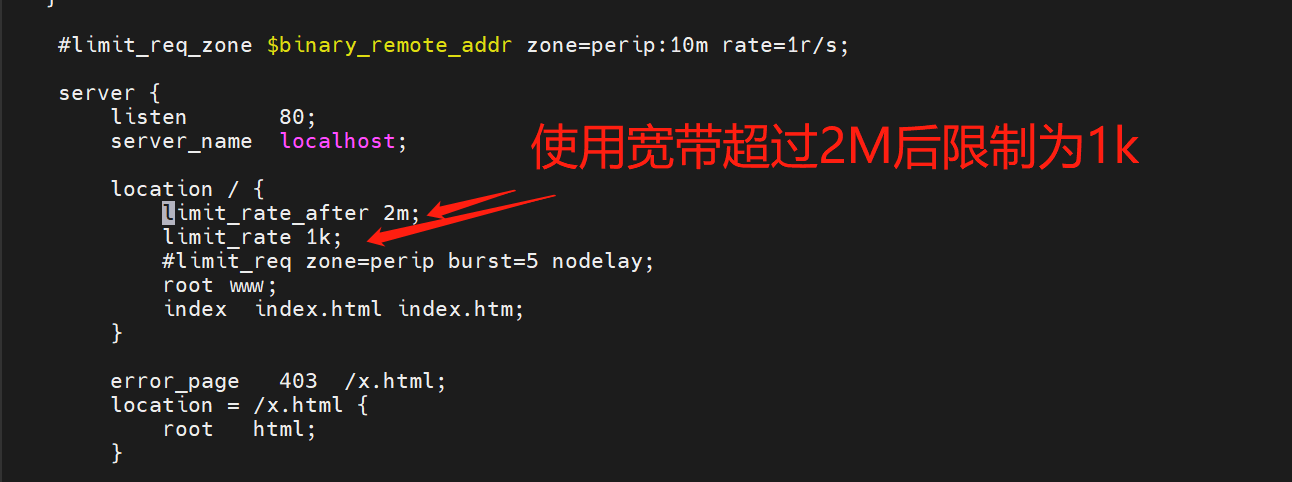 }
#limit_req_zone $binary_remote_addr zone=perip:10m rate=1r/s;
server {
listen 80;
server_name localhost;
使用宽带超过2M后限制为1k
location / {
limit_rate_after 2m;
limit_rate 1k;
#limit_req zone=perip burst=5 nodelay;
root www;
index index.html index.htm;
}
error_page 403 /x.html;
location = /x.html {
root html;
}